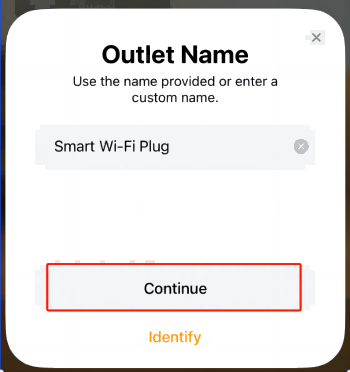 Outlet Name
Use the name provided or enter a
custom name.
Smart Wi-Fi Plug
Continue
Identify